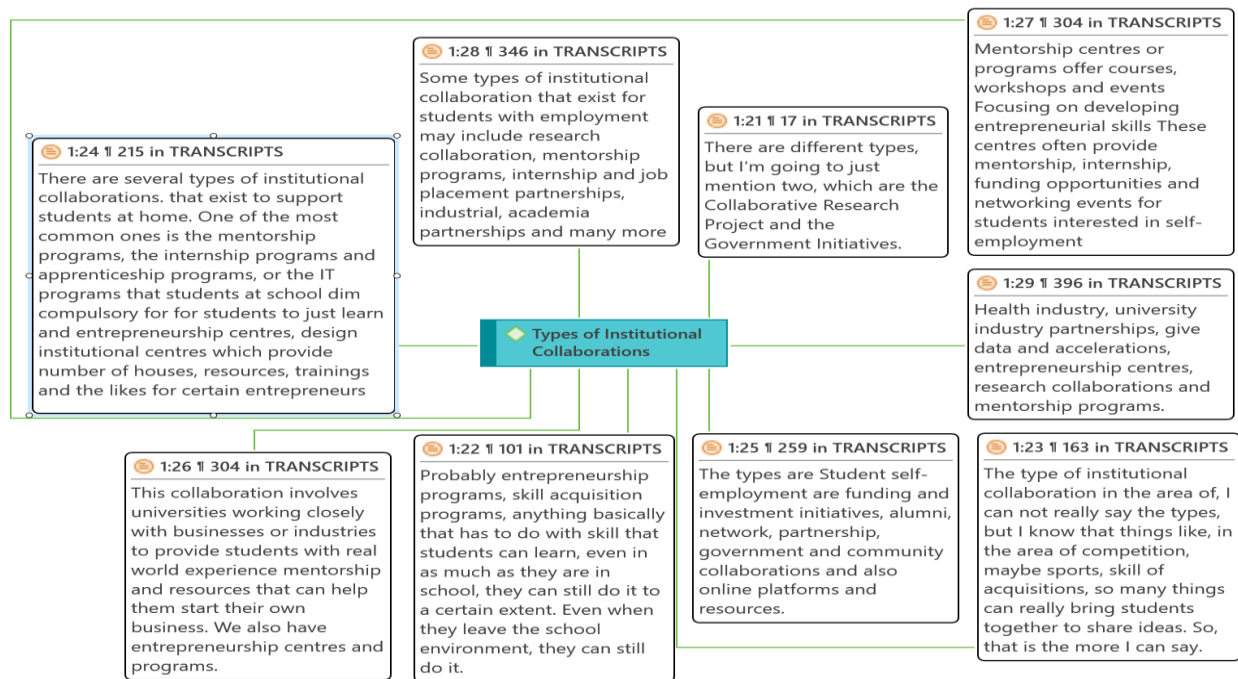 1:27 ¶ 304 in TRANSCRIPTS
Mentorship centres or
programs offer courses,
workshops and events
Focusing on developing
entrepreneurial skills These
centres often provide
mentorship, internship,
funding opportunities and
networking events for
students interested in self-
employment
1:28 ¶ 346 in TRANSCRIPTS
Some types of institutional
collaboration that exist for
students with employment
may include research
collaboration, mentorship
programs, internship and job
placement partnerships,
industrial, academia
partnerships and many more
1:21 ¶ 17 in TRANSCRIPTS
There are different types,
but I'm going to just
mention two, which are the
Collaborative Research
Project and the
Government Initiatives.
1:24 ¶ 215 in TRANSCRIPTS
There are several types of institutional
collaborations. that exist to support
students at home. One of the most
common ones is the mentorship
programs, the internship programs and
apprenticeship programs, or the IT
programs that students at school dim
compulsory for for students to just learn
and entrepreneurship centres, design
institutional centres which provide
number of houses, resources, trainings
and the likes for certain entrepreneurs
1:29 ¶ 396 in TRANSCRIPTS
Health industry, university
industry partnerships, give
data and accelerations,
entrepreneurship centres,
research collaborations and
mentorship programs.
Types of Institutional
Collaborations
1:26 ¶ 304 in TRANSCRIPTS
This collaboration involves
universities working closely
with businesses or industries
to provide students with real
world experience mentorship
and resources that can help
them start their own
business. We also have
entrepreneurship centres and
programs.
1:22 ¶ 101 in TRANSCRIPTS
Probably entrepreneurship
programs, skill acquisition
programs, anything basically
that has to do with skill that
students can learn, even in
as much as they are in
school, they can still do it to
a certain extent. Even when
they leave the school
environment, they can still
do it.
1:25 ¶ 259 in TRANSCRIPTS
The types are Student self-
employment are funding and
investment initiatives, alumni,
network, partnership,
government and community
collaborations and also
online platforms and
resources.
1:23 ¶ 163 in TRANSCRIPTS
The type of institutional
collaboration in the area of, I
can not really say the types,
but I know that things like, in
the area of competition,
maybe sports, skill of
acquisitions, so many things
can really bring students
together to share ideas. So,
that is the more I can say.